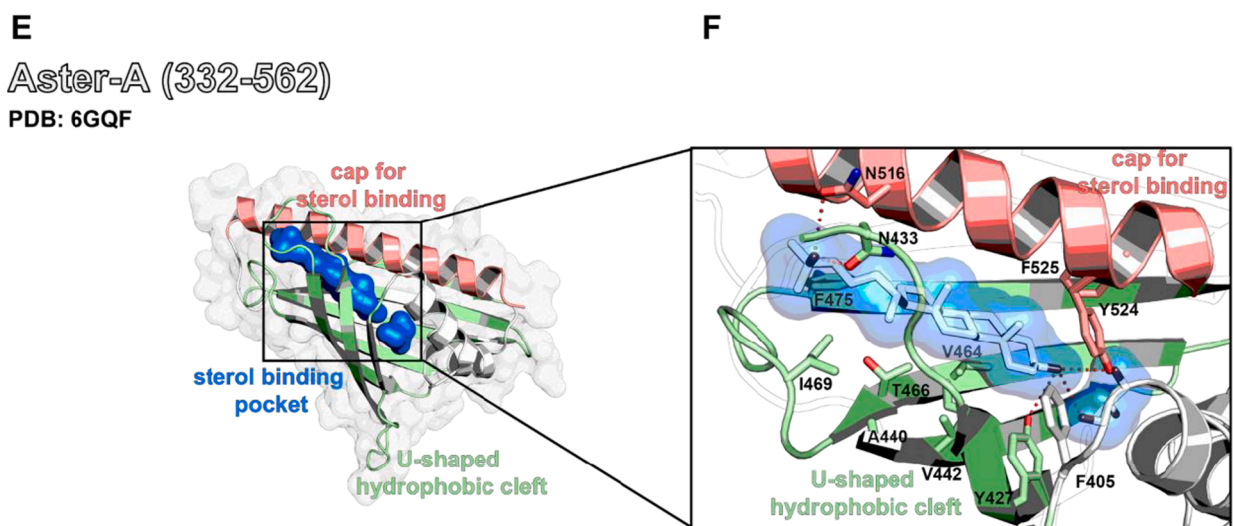 E
F
Aster-A (332-562)
PDB: 6GQF
cap for
sterol binding
sterol binding
pocket
U-shaped
hydrophobic cleft
cap for
sterol binding
N516
N433
F525
F475
Y524
V464
I469
T466
A440
V442
Y427
F405
U-shaped
hydrophobic cleft